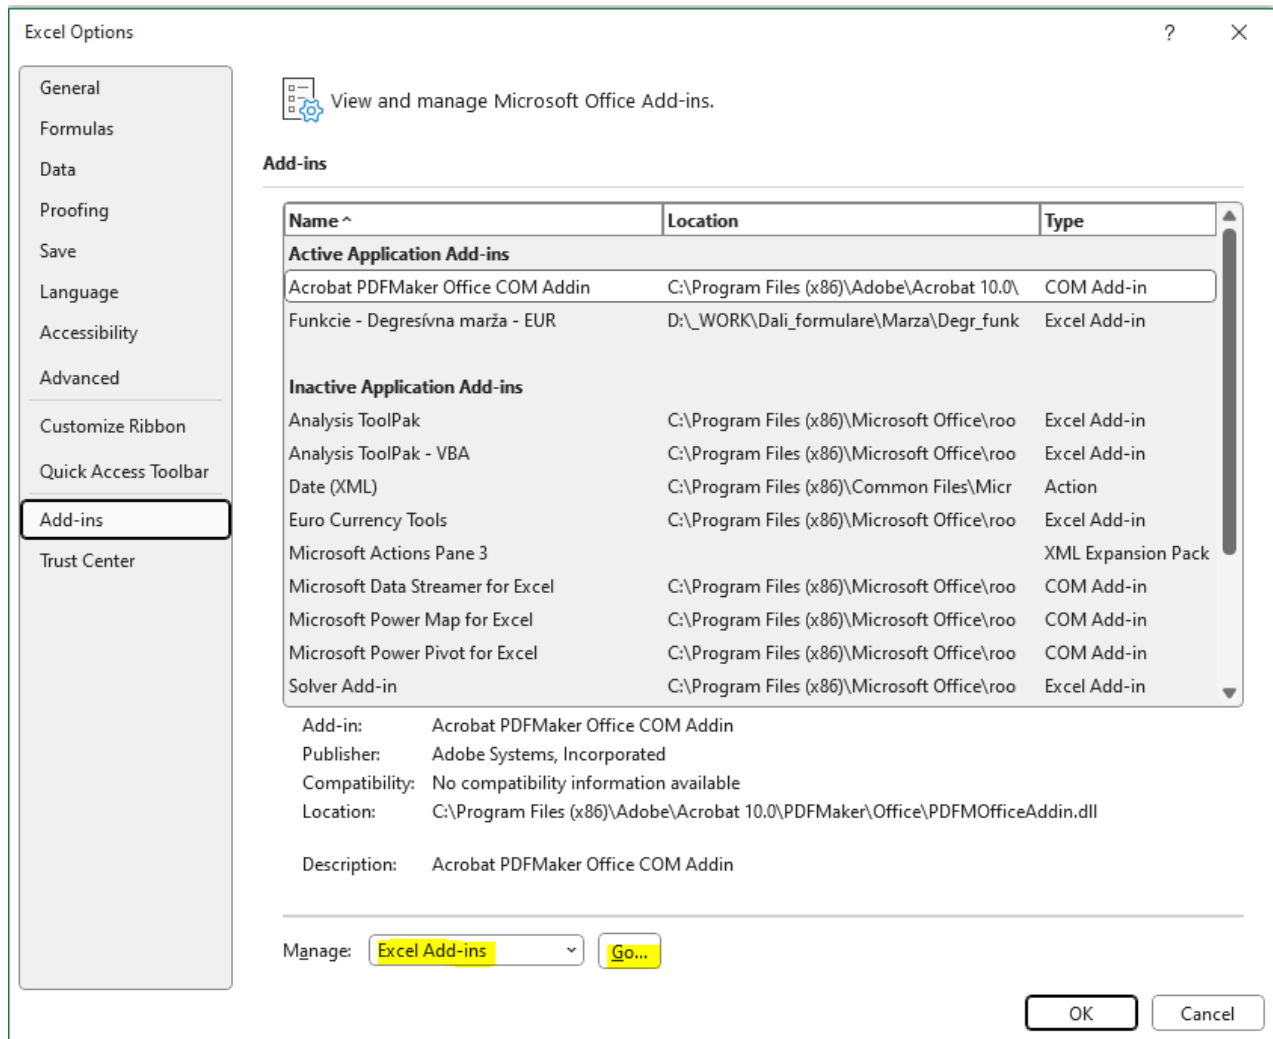 Excel Options
General
Formulas
Data
Proofing
Save
Language
Accessibility
Advanced
Customize Ribbon
Quick Access Toolbar
Add-ins
Trust Center
View and manage Microsoft Office Add-ins.
Add-ins
Name Location Type
Active Application Add-ins
Acrobat PDFMaker Office COM Addin C:\Program Files (x86)\Adobe\Acrobat 10.0\ COM Add-in
Funkcie - Degresívna marža - EUR D:\_WORK\Dali_formulare\Marza\Degr_funk Excel Add-in
Inactive Application Add-ins
Analysis ToolPak C:\Program Files (x86)\Microsoft Office\roo Excel Add-in
Analysis ToolPak - VBA C:\Program Files (x86)\Microsoft Office\roo Excel Add-in
Date (XML) C:\Program Files (x86)\Common Files\Micr Action
Euro Currency Tools C:\Program Files (x86)\Microsoft Office\roo Excel Add-in
Microsoft Actions Pane 3 XML Expansion Pack
Microsoft Data Streamer for Excel C:\Program Files (x86)\Microsoft Office\roo COM Add-in
Microsoft Power Map for Excel C:\Program Files (x86)\Microsoft Office\roo COM Add-in
Microsoft Power Pivot for Excel C:\Program Files (x86)\Microsoft Office\roo COM Add-in
Solver Add-in C:\Program Files (x86)\Microsoft Office\roo Excel Add-in
Add-in: Acrobat PDFMaker Office COM Addin
Publisher: Adobe Systems, Incorporated
Compatibility: No compatibility information available
Location: C:\Program Files (x86)\Adobe\Acrobat 10.0\PDFMaker\Office\PDFMOfficeAddin.dll
Description: Acrobat PDFMaker Office COM Addin
Manage: Excel Add-ins Go...
OK Cancel